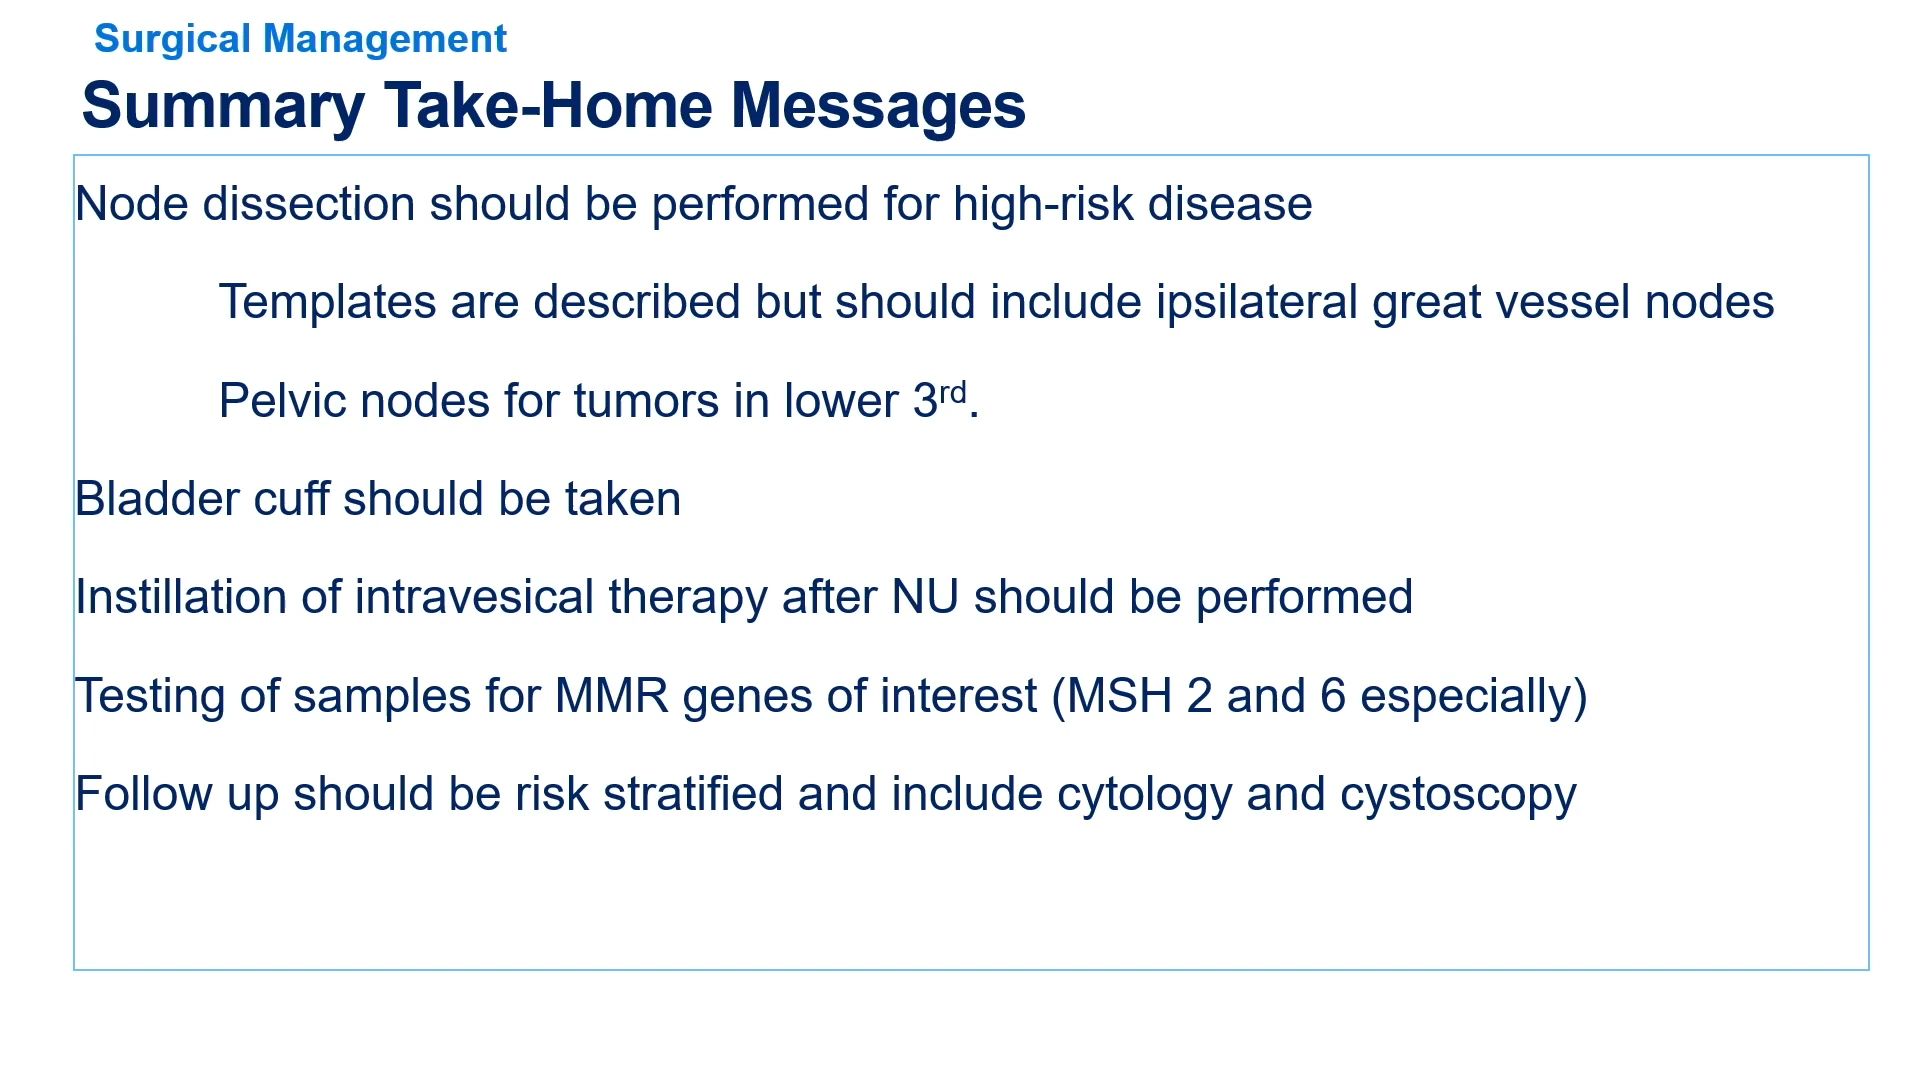 Surgical Management
Summary Take-Home Messages
Node dissection should be performed for high-risk disease
Templates are described but should include ipsilateral great vessel nodes
Pelvic nodes for tumors in lower 3rd.
Bladder cuff should be taken
Instillation of intravesical therapy after NU should be performed
Testing of samples for MMR genes of interest (MSH 2 and 6 especially)
Follow up should be risk stratified and include cytology and cystoscopy